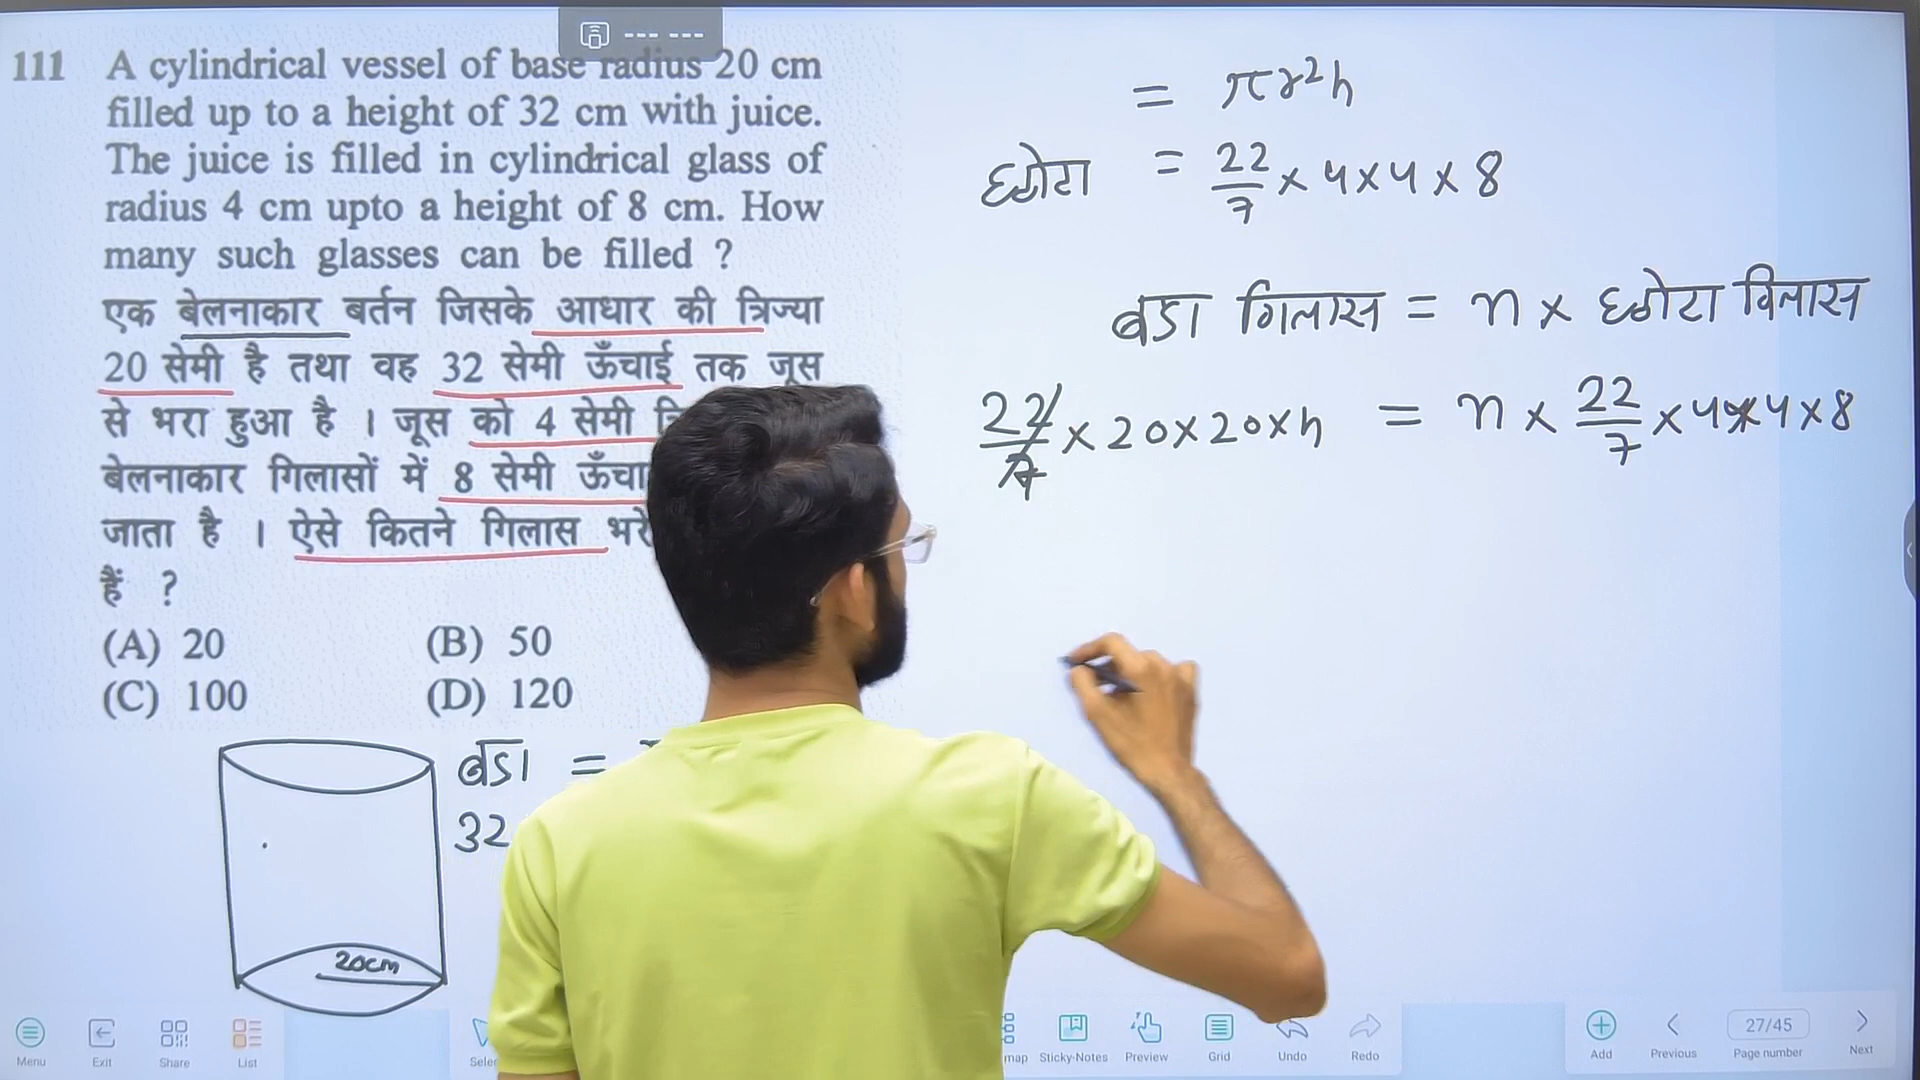 111 A cylindrical vessel of base radius 20 cm
filled up to a height of 32 cm with juice.
The juice is filled in cylindrical glass of
radius 4 cm upto a height of 8 cm. How
many such glasses can be filled ?
एक बेलनाकार बर्तन जिसके आधार की त्रिज्या
20 सेमी है तथा वह 32 सेमी ऊँचाई तक जूस
से भरा हुआ है । जूस को 4 सेमी
बेलनाकार गिलासों में 8 सेमी
जाता है । ऐसे कितने गिलास
हैं ?
(A) 20 (B) 50
(C) 100 (D) 120
बडा =
32
20cm
= πr²h
छोटा = 22/7 × 4 × 4 × 8
बडा गिलास = n × छोटा गिलास
22/7 × 20 × 20 × h = n × 22/7 × 4 × 4 × 8
Menu Exit Share List Sticky-Notes Preview Grid Undo Redo Add Previous 27/45 Page number Next